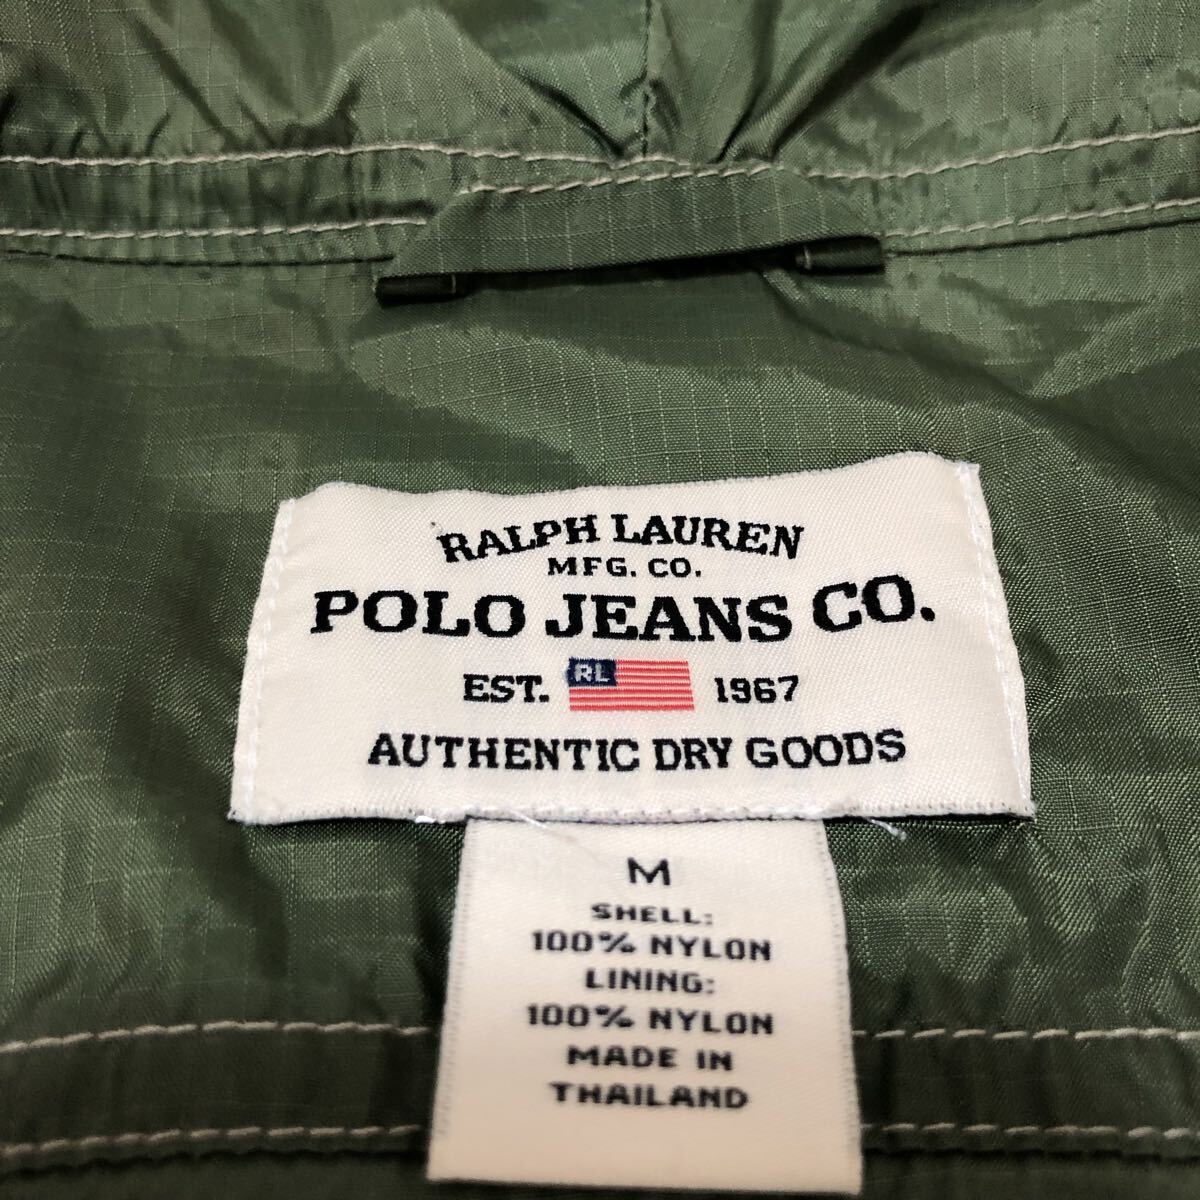 RALPH LAUREN
MFG. CO.
POLO JEANS CO.
EST. RL 1967
AUTHENTIC DRY GOODS
M
SHELL:
100% NYLON
LINING:
100% NYLON
MADE IN
THAILAND